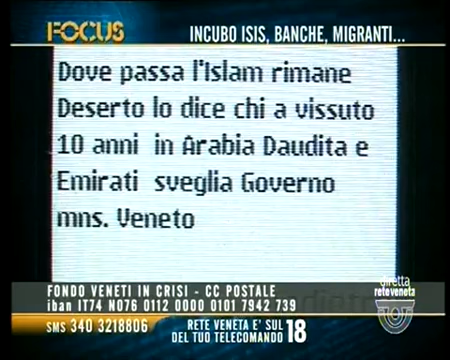 FOCUS
INCUBO ISIS, BANCHE, MIGRANTI...
Dove passa l'Islam rimane
Deserto lo dice chi a vissuto
10 anni in Arabia Daudita e
Emirati sveglia Governo
mns. Veneto
diretta
reteveneta
FONDO VENETI IN CRISI - CC POSTALE
iban IT74 N076 0112 0000 0101 7942 739
SMS 340 3218806
RETE VENETA E' SUL
DEL TUO TELECOMANDO 18